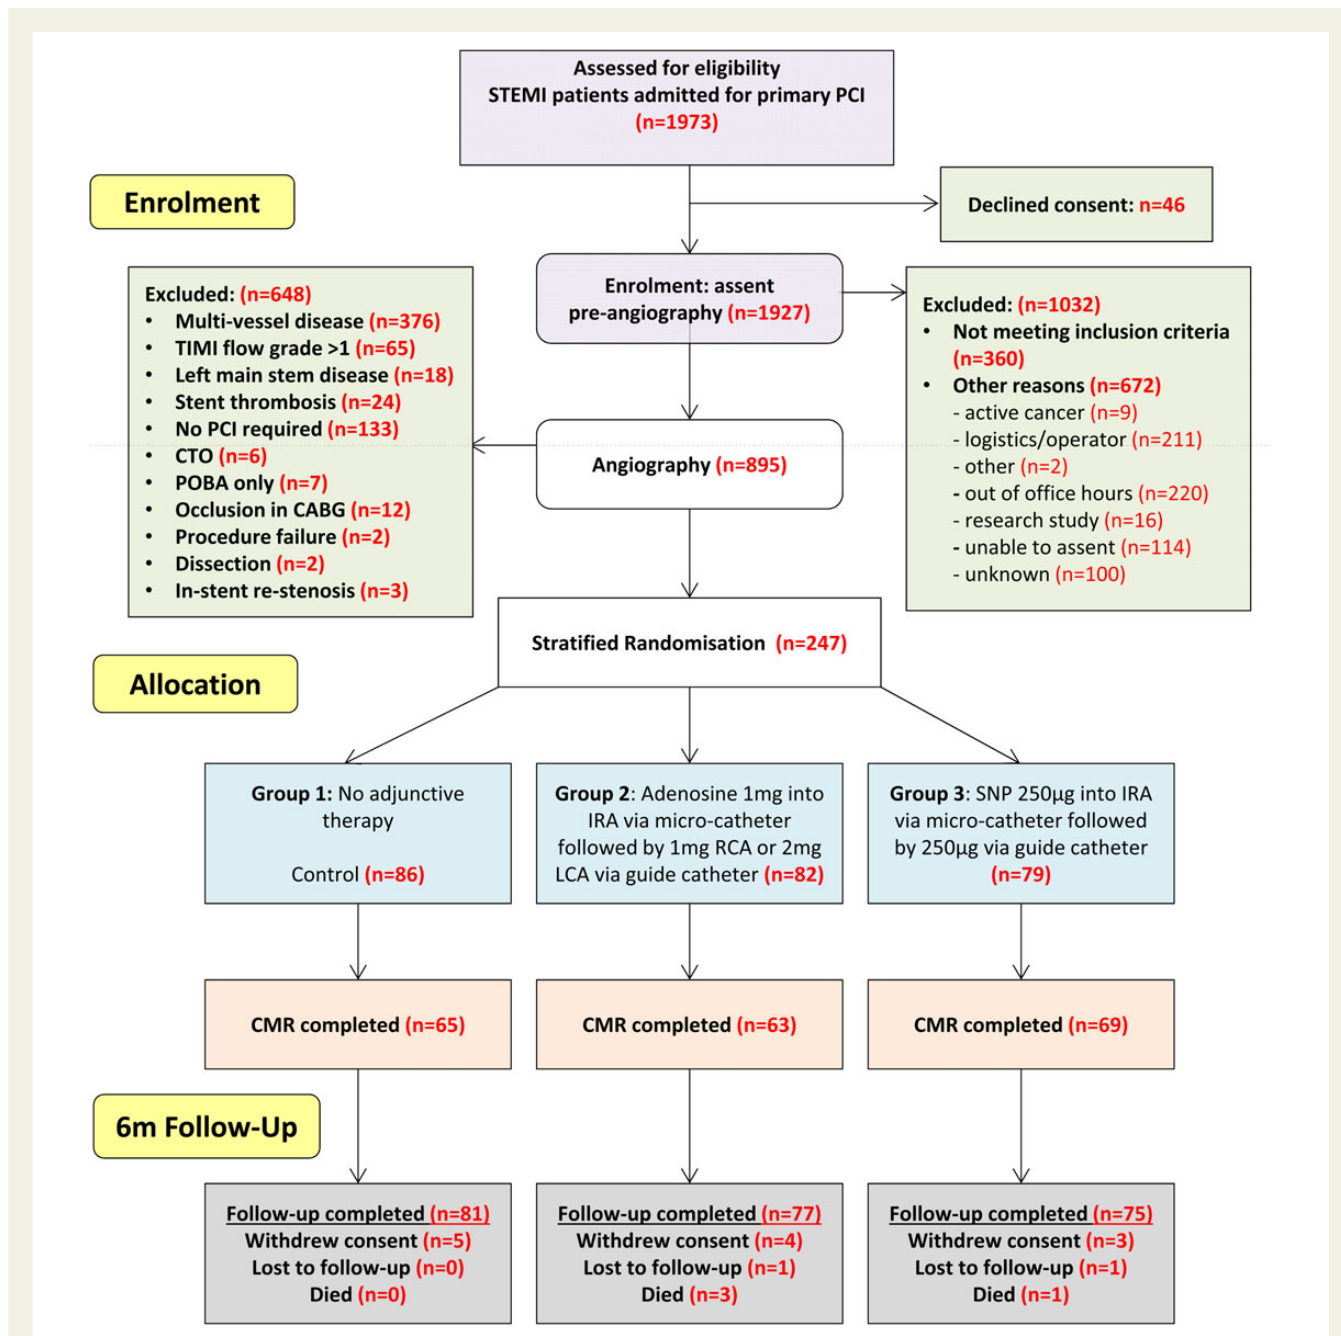 Assessed for eligibility
STEMI patients admitted for primary PCI
(n=1973)
Enrolment
Declined consent: n=46
Enrolment: assent
pre-angiography (n=1927)
Excluded: (n=648)
• Multi-vessel disease (n=376)
• TIMI flow grade >1 (n=65)
• Left main stem disease (n=18)
• Stent thrombosis (n=24)
• No PCI required (n=133)
• CTO (n=6)
• POBA only (n=7)
• Occlusion in CABG (n=12)
• Procedure failure (n=2)
• Dissection (n=2)
• In-stent re-stenosis (n=3)
Excluded: (n=1032)
• Not meeting inclusion criteria
(n=360)
• Other reasons (n=672)
- active cancer (n=9)
- logistics/operator (n=211)
- other (n=2)
- out of office hours (n=220)
- research study (n=16)
- unable to assent (n=114)
- unknown (n=100)
Angiography (n=895)
Stratified Randomisation (n=247)
Allocation
Group 1: No adjunctive
therapy
Control (n=86)
Group 2: Adenosine 1mg into
IRA via micro-catheter
followed by 1mg RCA or 2mg
LCA via guide catheter (n=82)
Group 3: SNP 250µg into IRA
via micro-catheter followed
by 250µg via guide catheter
(n=79)
CMR completed (n=65)
CMR completed (n=63)
CMR completed (n=69)
6m Follow-Up
Follow-up completed (n=81)
Withdrew consent (n=5)
Lost to follow-up (n=0)
Died (n=0)
Follow-up completed (n=77)
Withdrew consent (n=4)
Lost to follow-up (n=1)
Died (n=3)
Follow-up completed (n=75)
Withdrew consent (n=3)
Lost to follow-up (n=1)
Died (n=1)